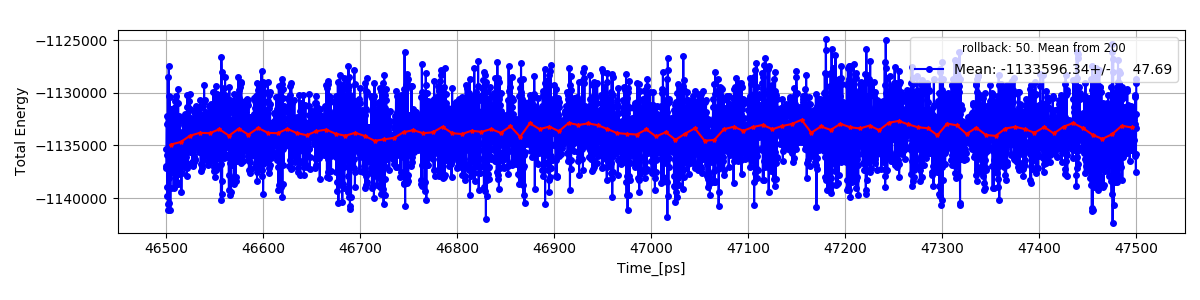 Total Energy
−1125000
−1130000
−1135000
−1140000
rollback: 50. Mean from 200
Mean: -1133596.34+/- 47.69
46500 46600 46700 46800 46900 47000 47100 47200 47300 47400 47500
Time_[ps]